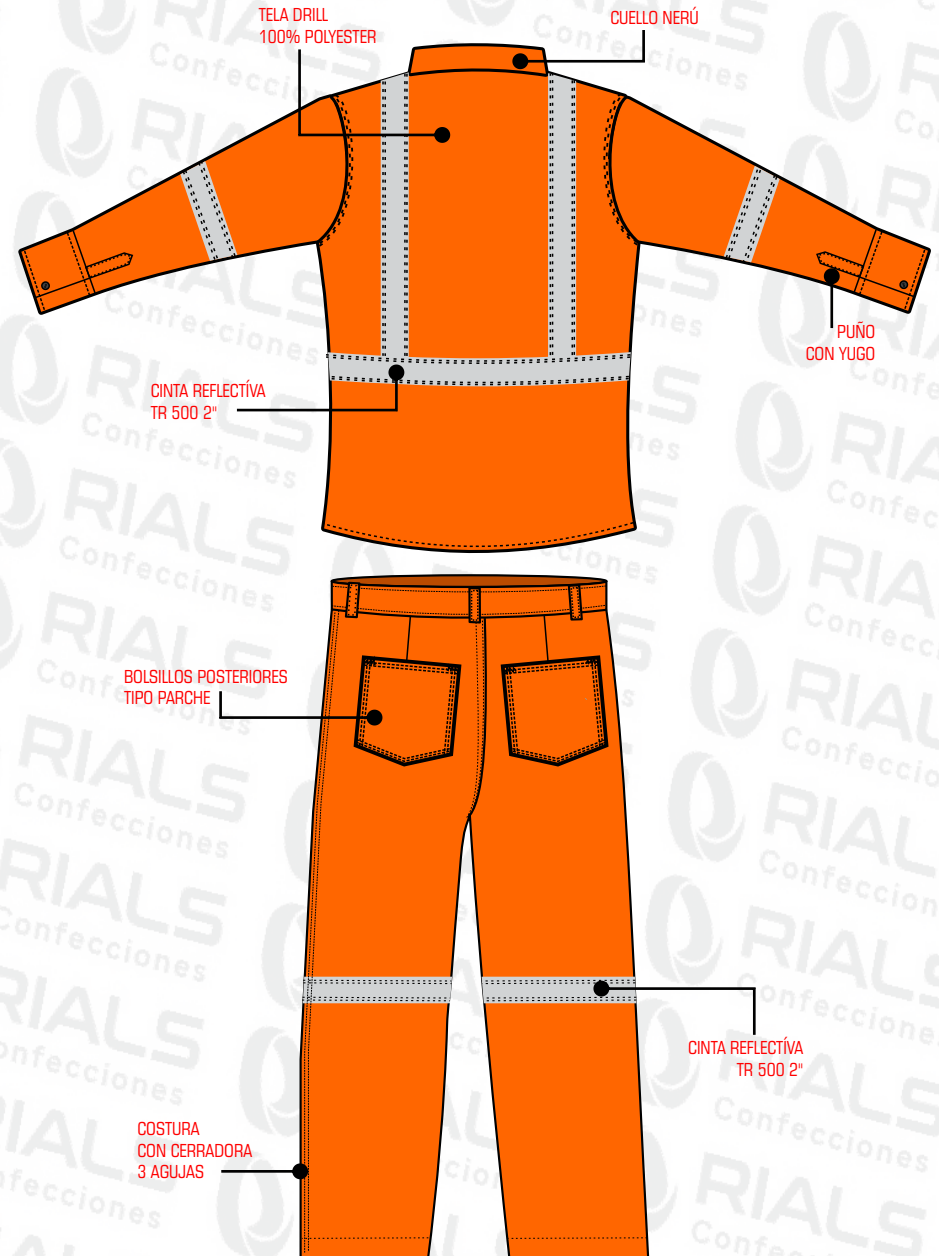 TELA DRILL
100% POLYESTER
CUELLO NERÚ
PUÑO
CON YUGO
CINTA REFLECTÍVA
TR 500 2"
BOLSILLOS POSTERIORES
TIPO PARCHE
CINTA REFLECTÍVA
TR 500 2"
COSTURA
CON CERRADORA
3 AGUJAS
RIALS
Confecciones